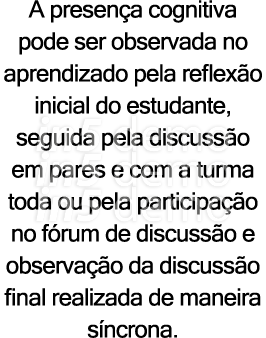 A presença cognitiva
pode ser observada no
aprendizado pela reflexão
inicial do estudante,
seguida pela discussão
em pares e com a turma
toda ou pela participação
no fórum de discussão e
observação da discussão
final realizada de maneira
síncrona.